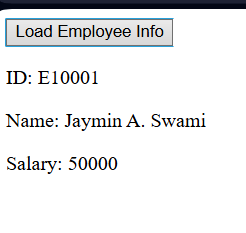 Load Employee Info
ID: E10001
Name: Jaymin A. Swami
Salary: 50000